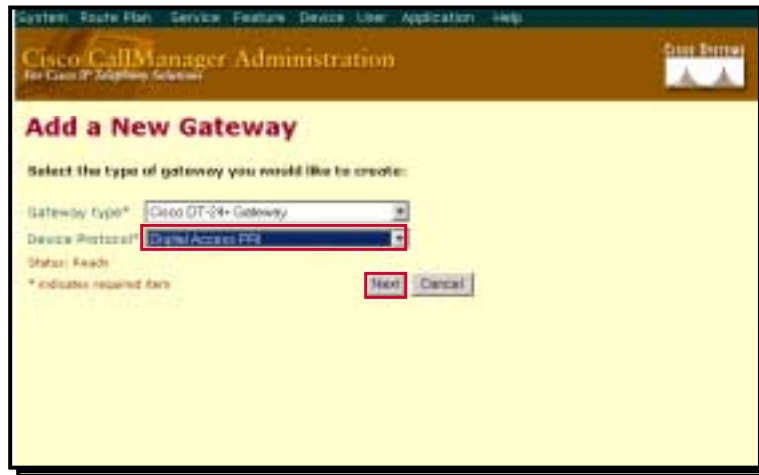 System Route Plan Service Feature Device User Application Help
Cisco CallManager Administration
For Cisco IP Telephony Solutions
Cisco Systems
Add a New Gateway
Select the type of gateway you would like to create:
Gateway type* Cisco DT-24+ Gateway
Device Protocol* Digital Access PRI
Status: Ready
* indicates required item
Next Cancel